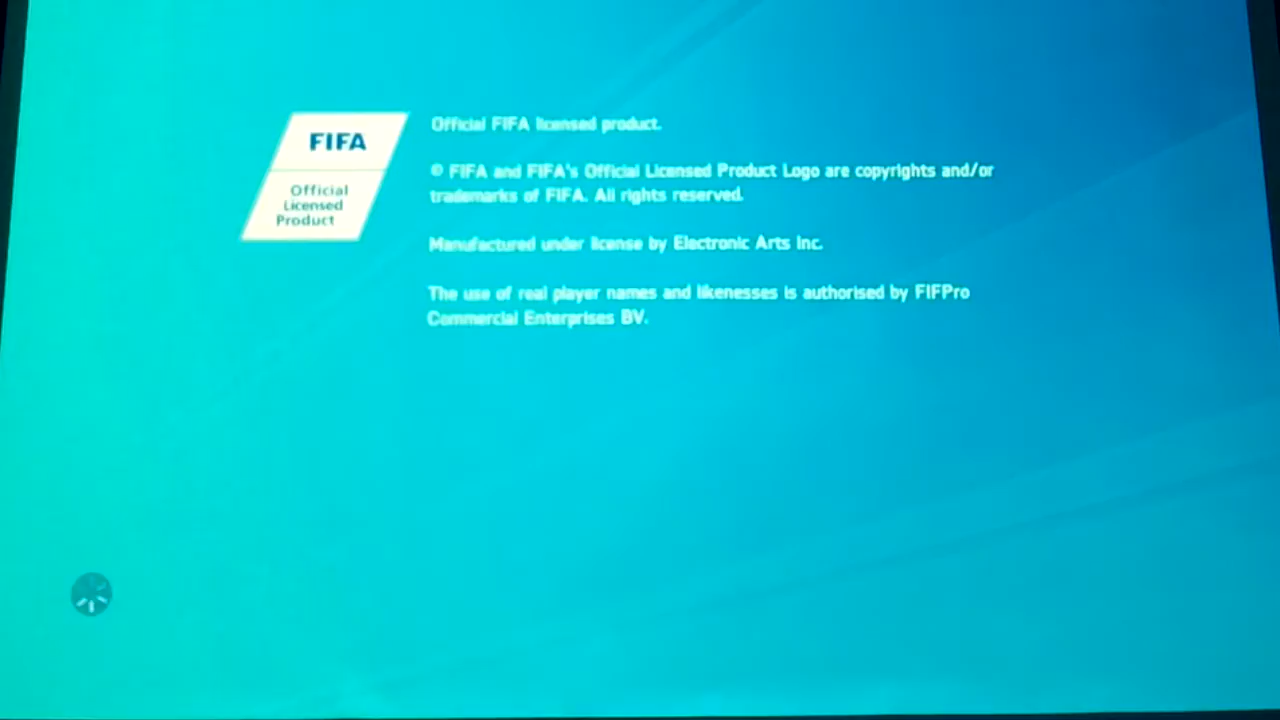 FIFA
Official
Licensed
Product
Official FIFA licensed product.
© FIFA and FIFA's Official Licensed Product Logo are copyrights and/or
trademarks of FIFA. All rights reserved.
Manufactured under license by Electronic Arts Inc.
The use of real player names and likenesses is authorised by FIFPro
Commercial Enterprises BV.